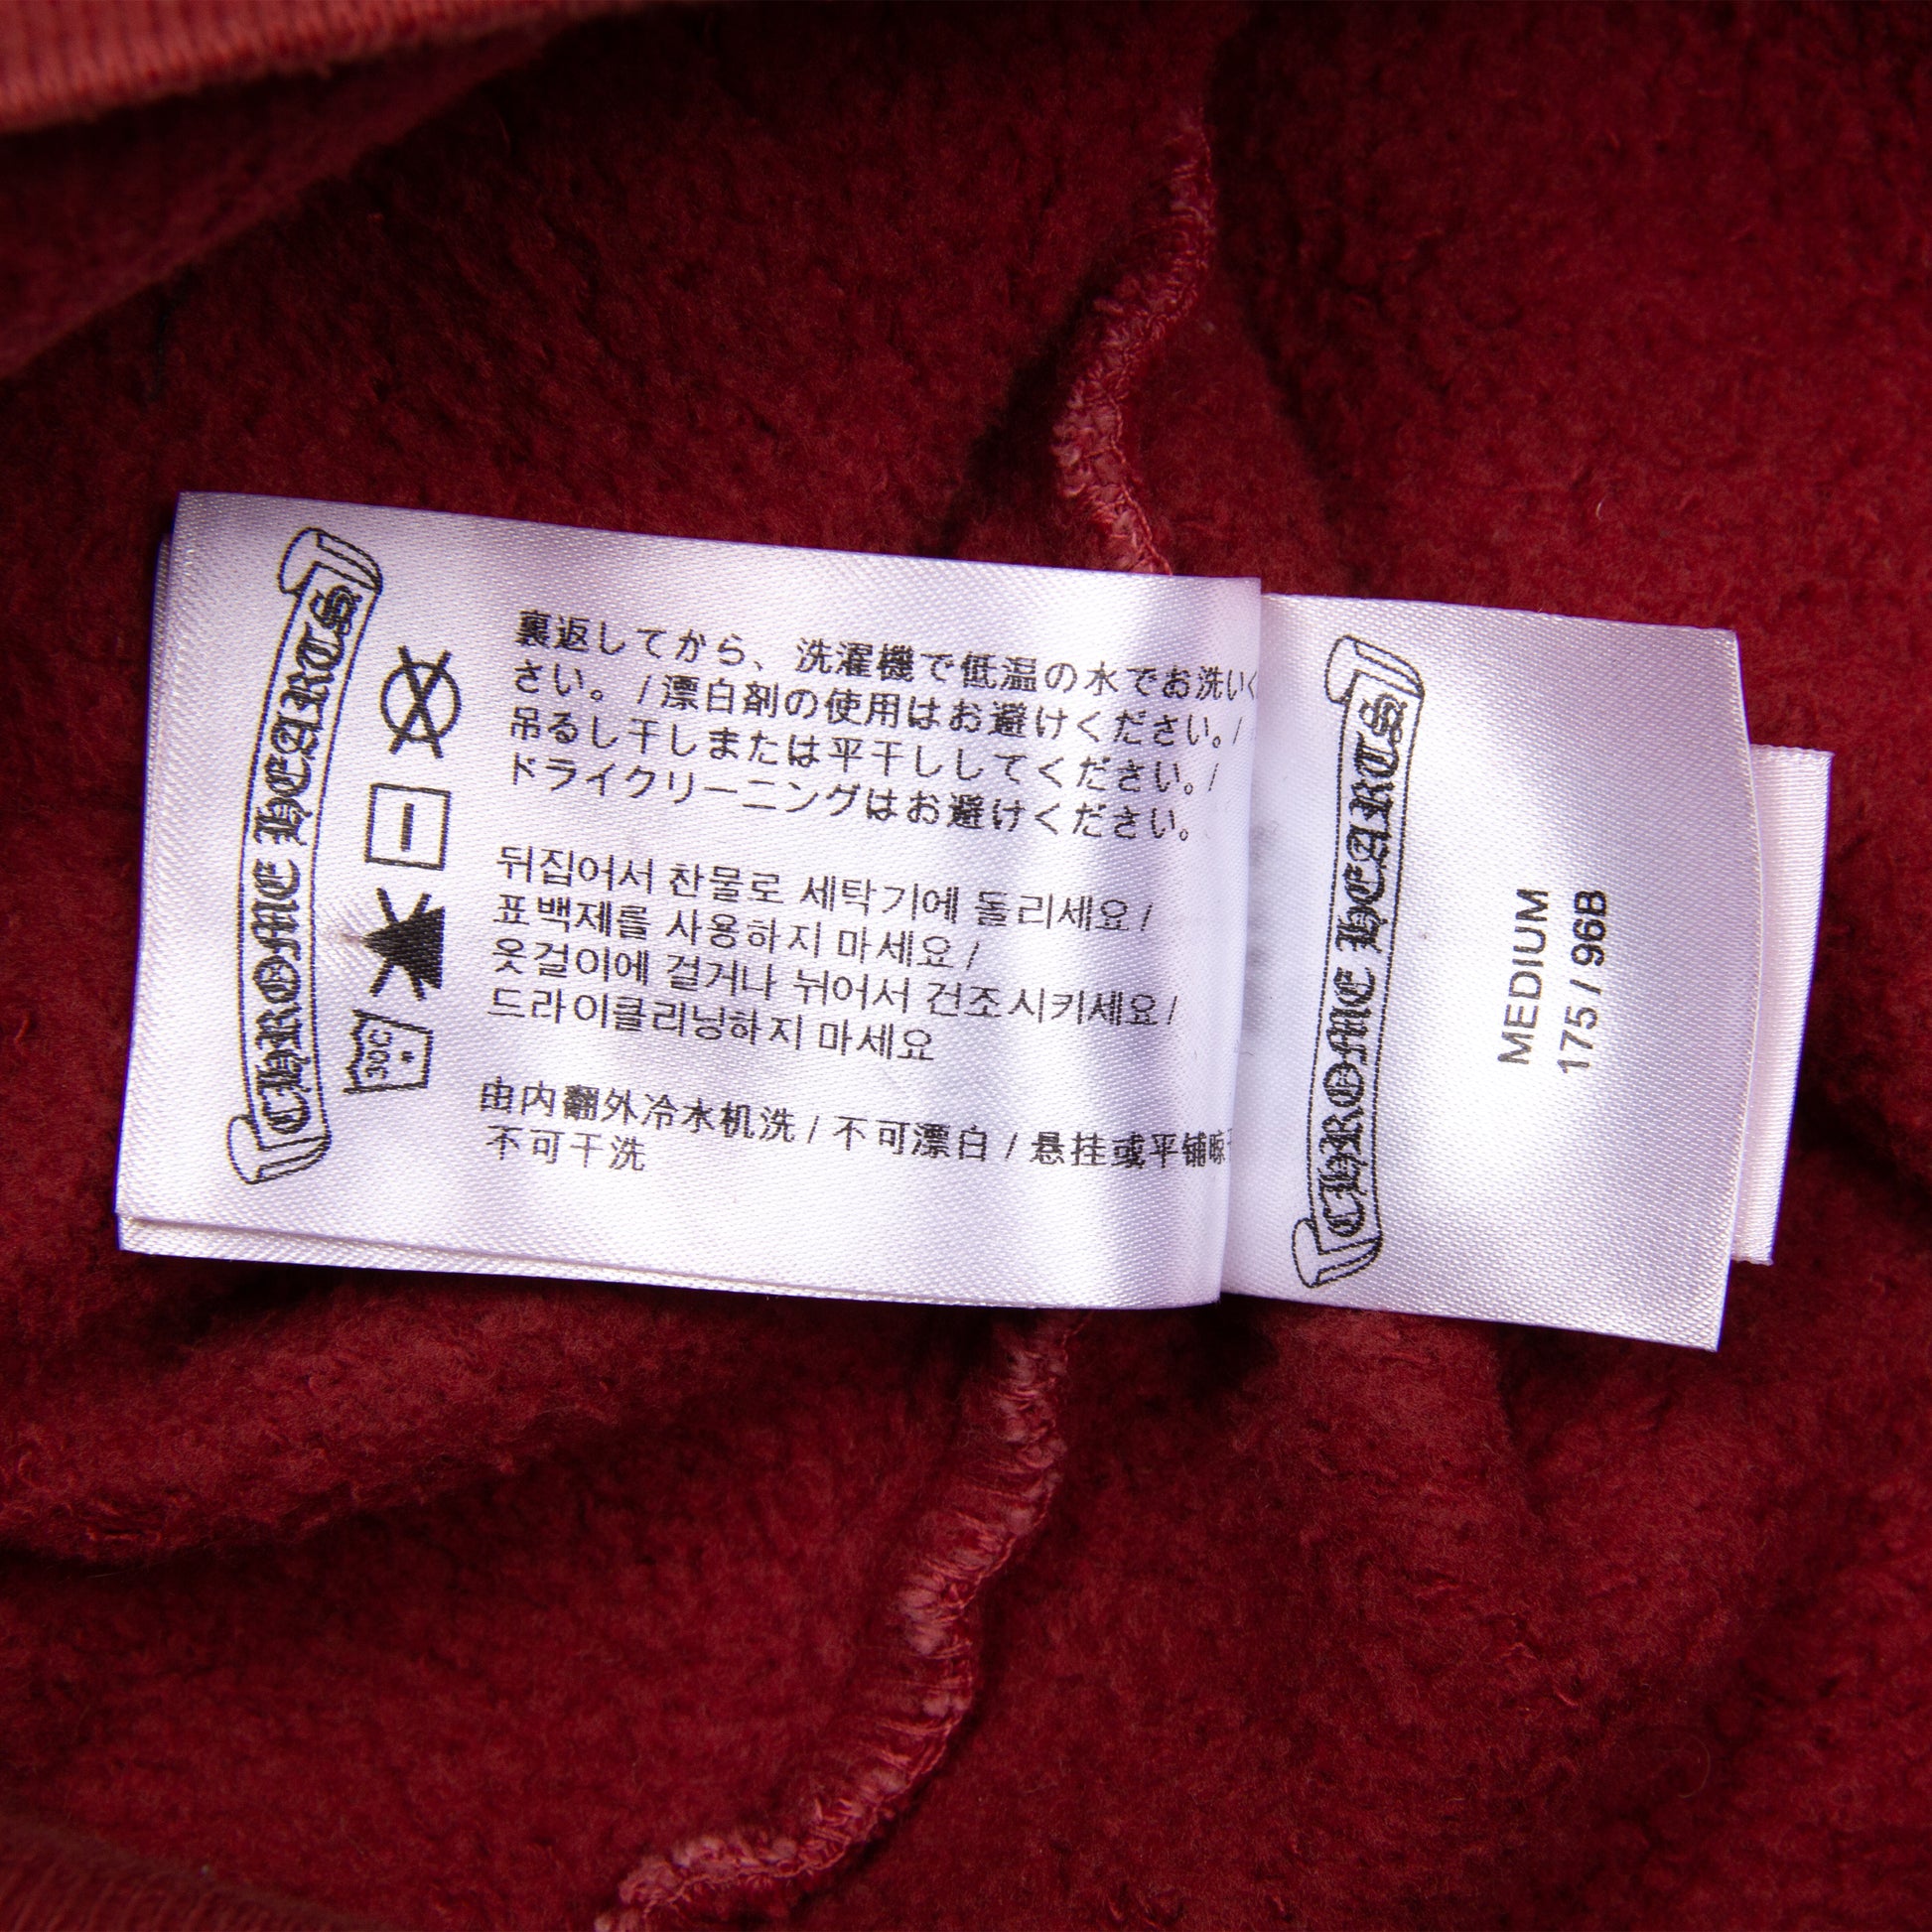 CHROME HEARTS
裏返してから、洗濯機で低温の水でお洗いく
さい。/漂白剤の使用はお避けください。/
吊るし干しまたは平干ししてください。/
ドライクリーニングはお避けください。
뒤집어서 찬물로 세탁기에 돌리세요 /
표백제를 사용하지 마세요 /
옷걸이에 걸거나 뉘어서 건조시키세요 /
드라이클리닝하지 마세요
由内翻外冷水机洗 / 不可漂白 / 悬挂或平铺晾
不可干洗
30C
CHROME HEARTS
MEDIUM
175 / 96B